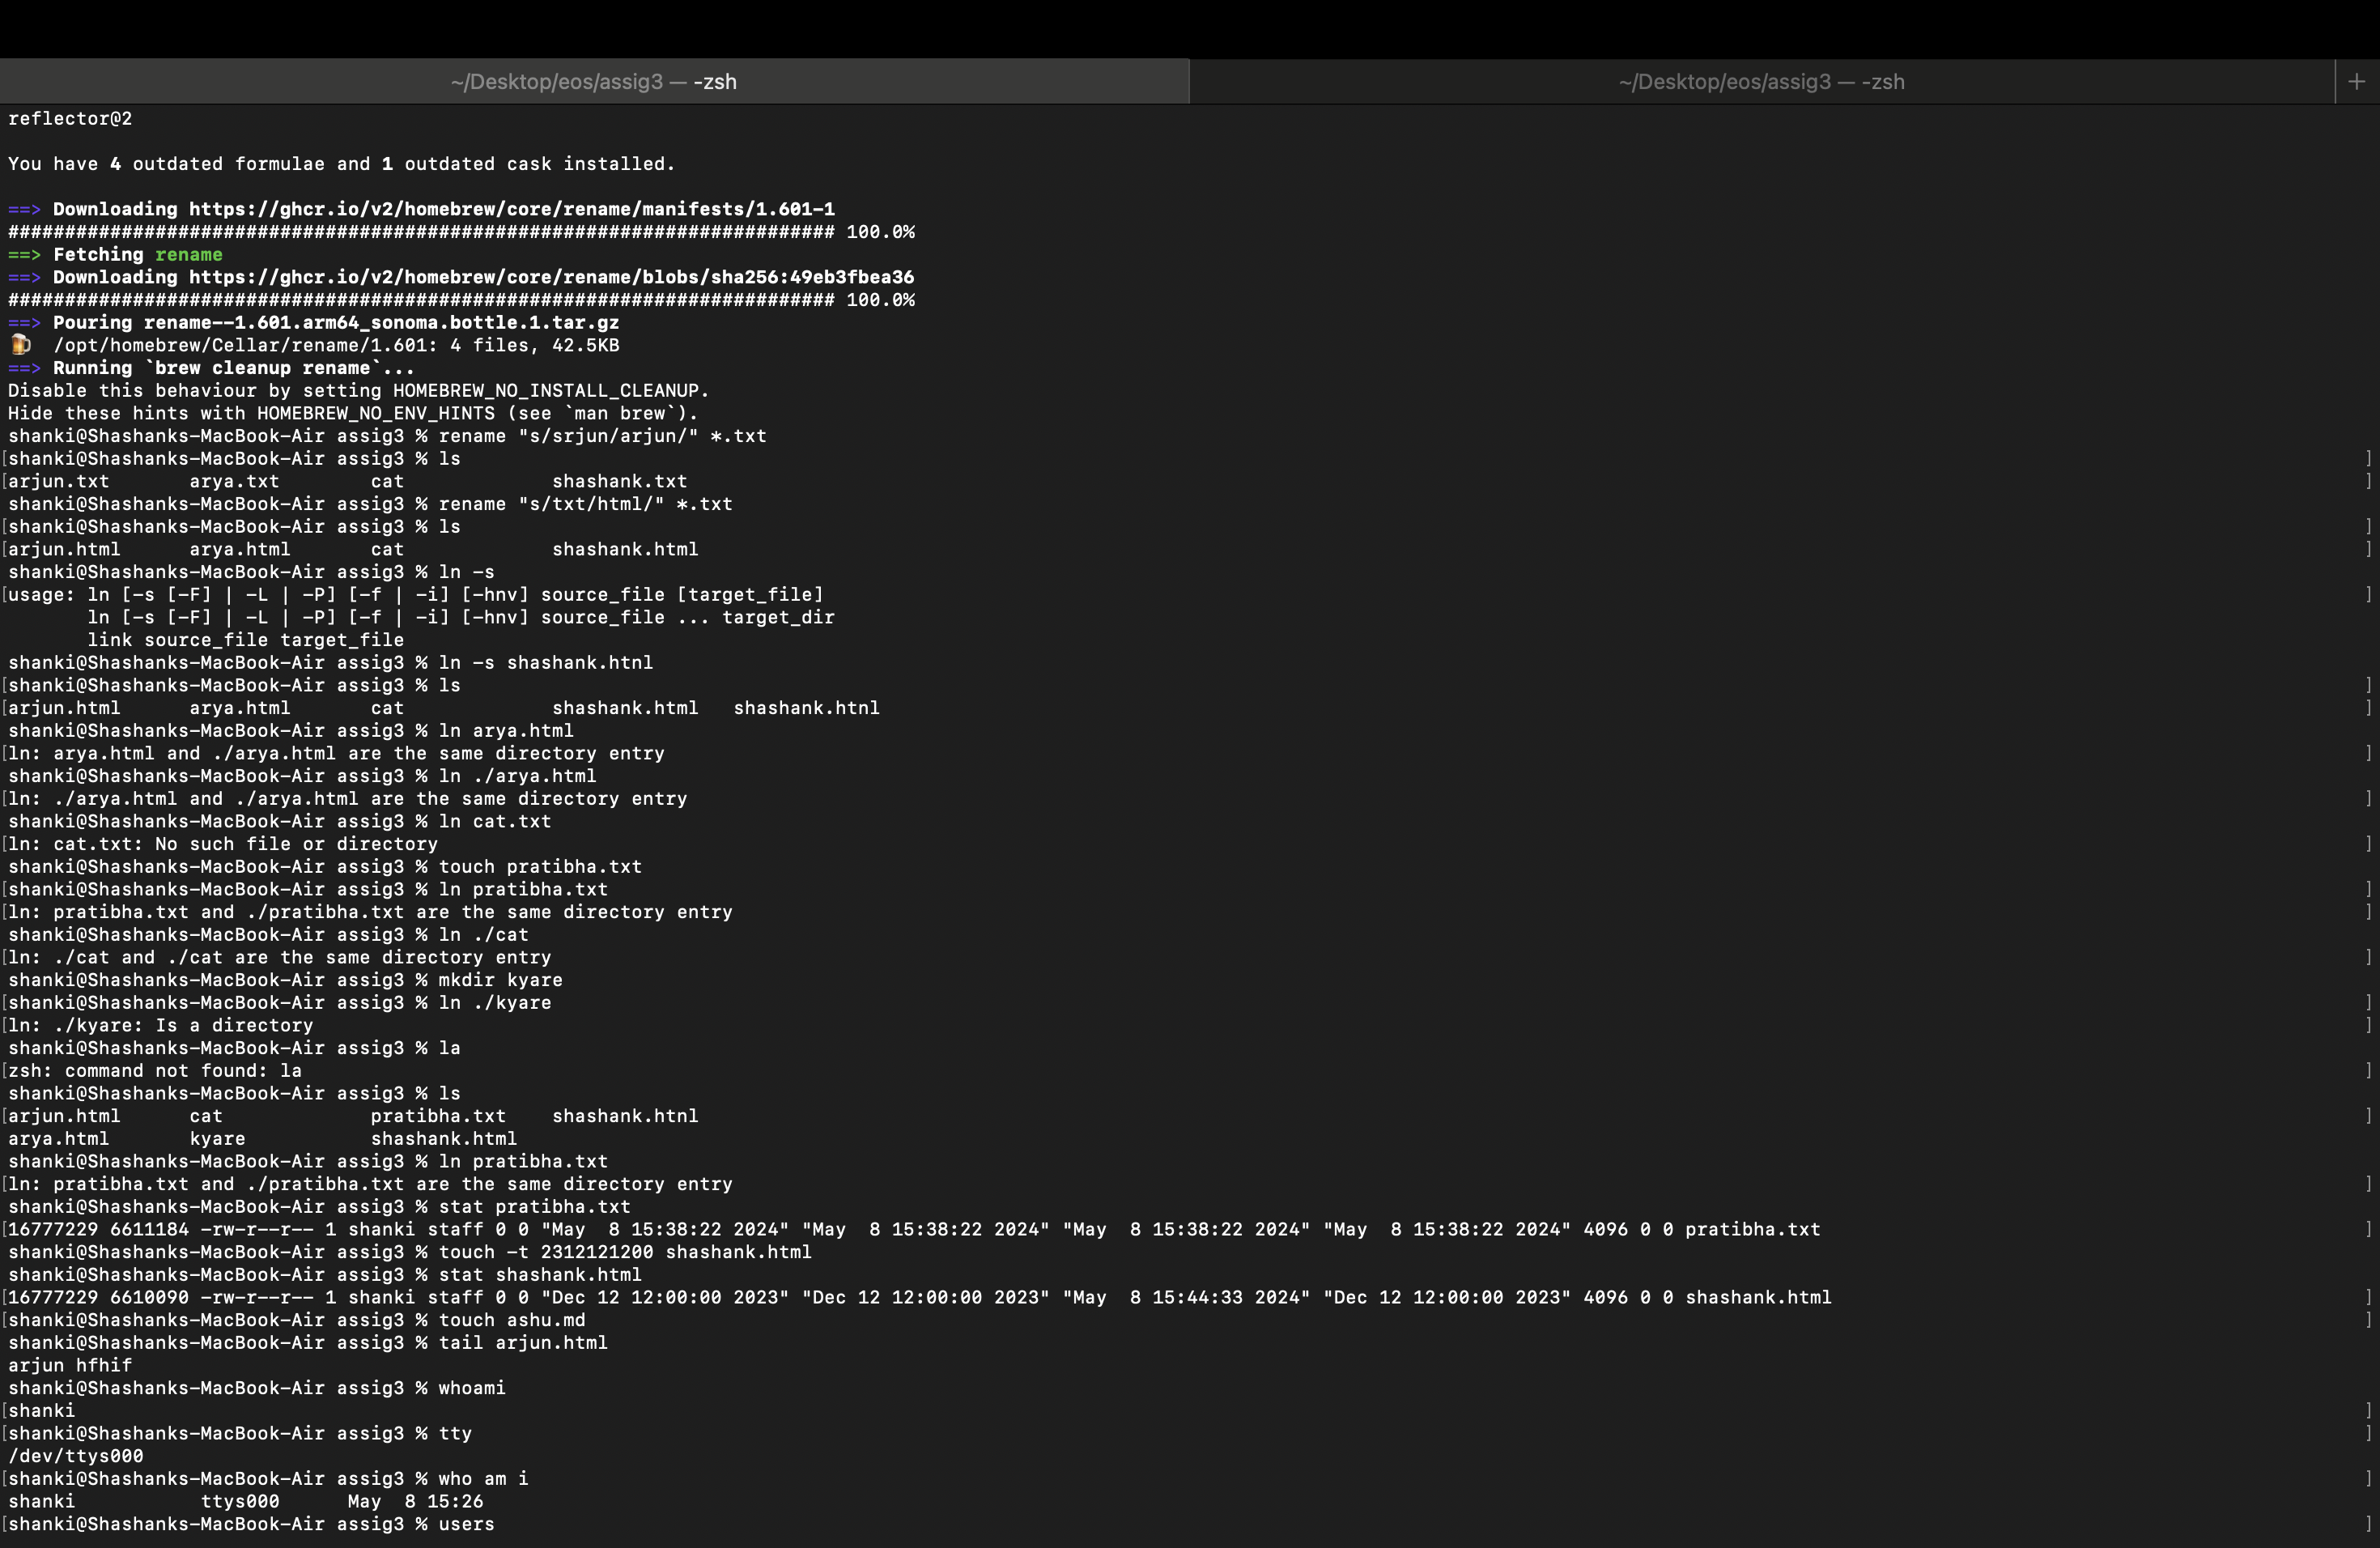 ~/Desktop/eos/assig3 — -zsh
~/Desktop/eos/assig3 — -zsh
+
reflector@2
You have 4 outdated formulae and 1 outdated cask installed.
==> Downloading https://ghcr.io/v2/homebrew/core/rename/manifests/1.601-1
######################################################################### 100.0%
==> Fetching rename
==> Downloading https://ghcr.io/v2/homebrew/core/rename/blobs/sha256:49eb3fbea36
######################################################################### 100.0%
==> Pouring rename--1.601.arm64_sonoma.bottle.1.tar.gz
🍺  /opt/homebrew/Cellar/rename/1.601: 4 files, 42.5KB
==> Running `brew cleanup rename`...
Disable this behaviour by setting HOMEBREW_NO_INSTALL_CLEANUP.
Hide these hints with HOMEBREW_NO_ENV_HINTS (see `man brew`).
shanki@Shashanks-MacBook-Air assig3 % rename "s/srjun/arjun/" *.txt
[shanki@Shashanks-MacBook-Air assig3 % ls ]
[arjun.txt       arya.txt        cat             shashank.txt ]
shanki@Shashanks-MacBook-Air assig3 % rename "s/txt/html/" *.txt
[shanki@Shashanks-MacBook-Air assig3 % ls ]
[arjun.html      arya.html       cat             shashank.html ]
shanki@Shashanks-MacBook-Air assig3 % ln -s
[usage: ln [-s [-F] | -L | -P] [-f | -i] [-hnv] source_file [target_file] ]
       ln [-s [-F] | -L | -P] [-f | -i] [-hnv] source_file ... target_dir
       link source_file target_file
shanki@Shashanks-MacBook-Air assig3 % ln -s shashank.htnl
[shanki@Shashanks-MacBook-Air assig3 % ls ]
[arjun.html      arya.html       cat             shashank.html   shashank.htnl ]
shanki@Shashanks-MacBook-Air assig3 % ln arya.html
[ln: arya.html and ./arya.html are the same directory entry ]
shanki@Shashanks-MacBook-Air assig3 % ln ./arya.html
[ln: ./arya.html and ./arya.html are the same directory entry ]
shanki@Shashanks-MacBook-Air assig3 % ln cat.txt
[ln: cat.txt: No such file or directory ]
shanki@Shashanks-MacBook-Air assig3 % touch pratibha.txt
[shanki@Shashanks-MacBook-Air assig3 % ln pratibha.txt ]
[ln: pratibha.txt and ./pratibha.txt are the same directory entry ]
shanki@Shashanks-MacBook-Air assig3 % ln ./cat
[ln: ./cat and ./cat are the same directory entry ]
shanki@Shashanks-MacBook-Air assig3 % mkdir kyare
[shanki@Shashanks-MacBook-Air assig3 % ln ./kyare ]
[ln: ./kyare: Is a directory ]
shanki@Shashanks-MacBook-Air assig3 % la
[zsh: command not found: la ]
shanki@Shashanks-MacBook-Air assig3 % ls
[arjun.html      cat             pratibha.txt    shashank.htnl ]
arya.html       kyare           shashank.html
shanki@Shashanks-MacBook-Air assig3 % ln pratibha.txt
[ln: pratibha.txt and ./pratibha.txt are the same directory entry ]
shanki@Shashanks-MacBook-Air assig3 % stat pratibha.txt
[16777229 6611184 -rw-r--r-- 1 shanki staff 0 0 "May  8 15:38:22 2024" "May  8 15:38:22 2024" "May  8 15:38:22 2024" "May  8 15:38:22 2024" 4096 0 0 pratibha.txt ]
shanki@Shashanks-MacBook-Air assig3 % touch -t 2312121200 shashank.html
shanki@Shashanks-MacBook-Air assig3 % stat shashank.html
[16777229 6610090 -rw-r--r-- 1 shanki staff 0 0 "Dec 12 12:00:00 2023" "Dec 12 12:00:00 2023" "May  8 15:44:33 2024" "Dec 12 12:00:00 2023" 4096 0 0 shashank.html ]
[shanki@Shashanks-MacBook-Air assig3 % touch ashu.md ]
shanki@Shashanks-MacBook-Air assig3 % tail arjun.html
arjun hfhif
shanki@Shashanks-MacBook-Air assig3 % whoami
[shanki ]
[shanki@Shashanks-MacBook-Air assig3 % tty ]
/dev/ttys000
[shanki@Shashanks-MacBook-Air assig3 % who am i ]
shanki           ttys000      May  8 15:26
[shanki@Shashanks-MacBook-Air assig3 % users ]